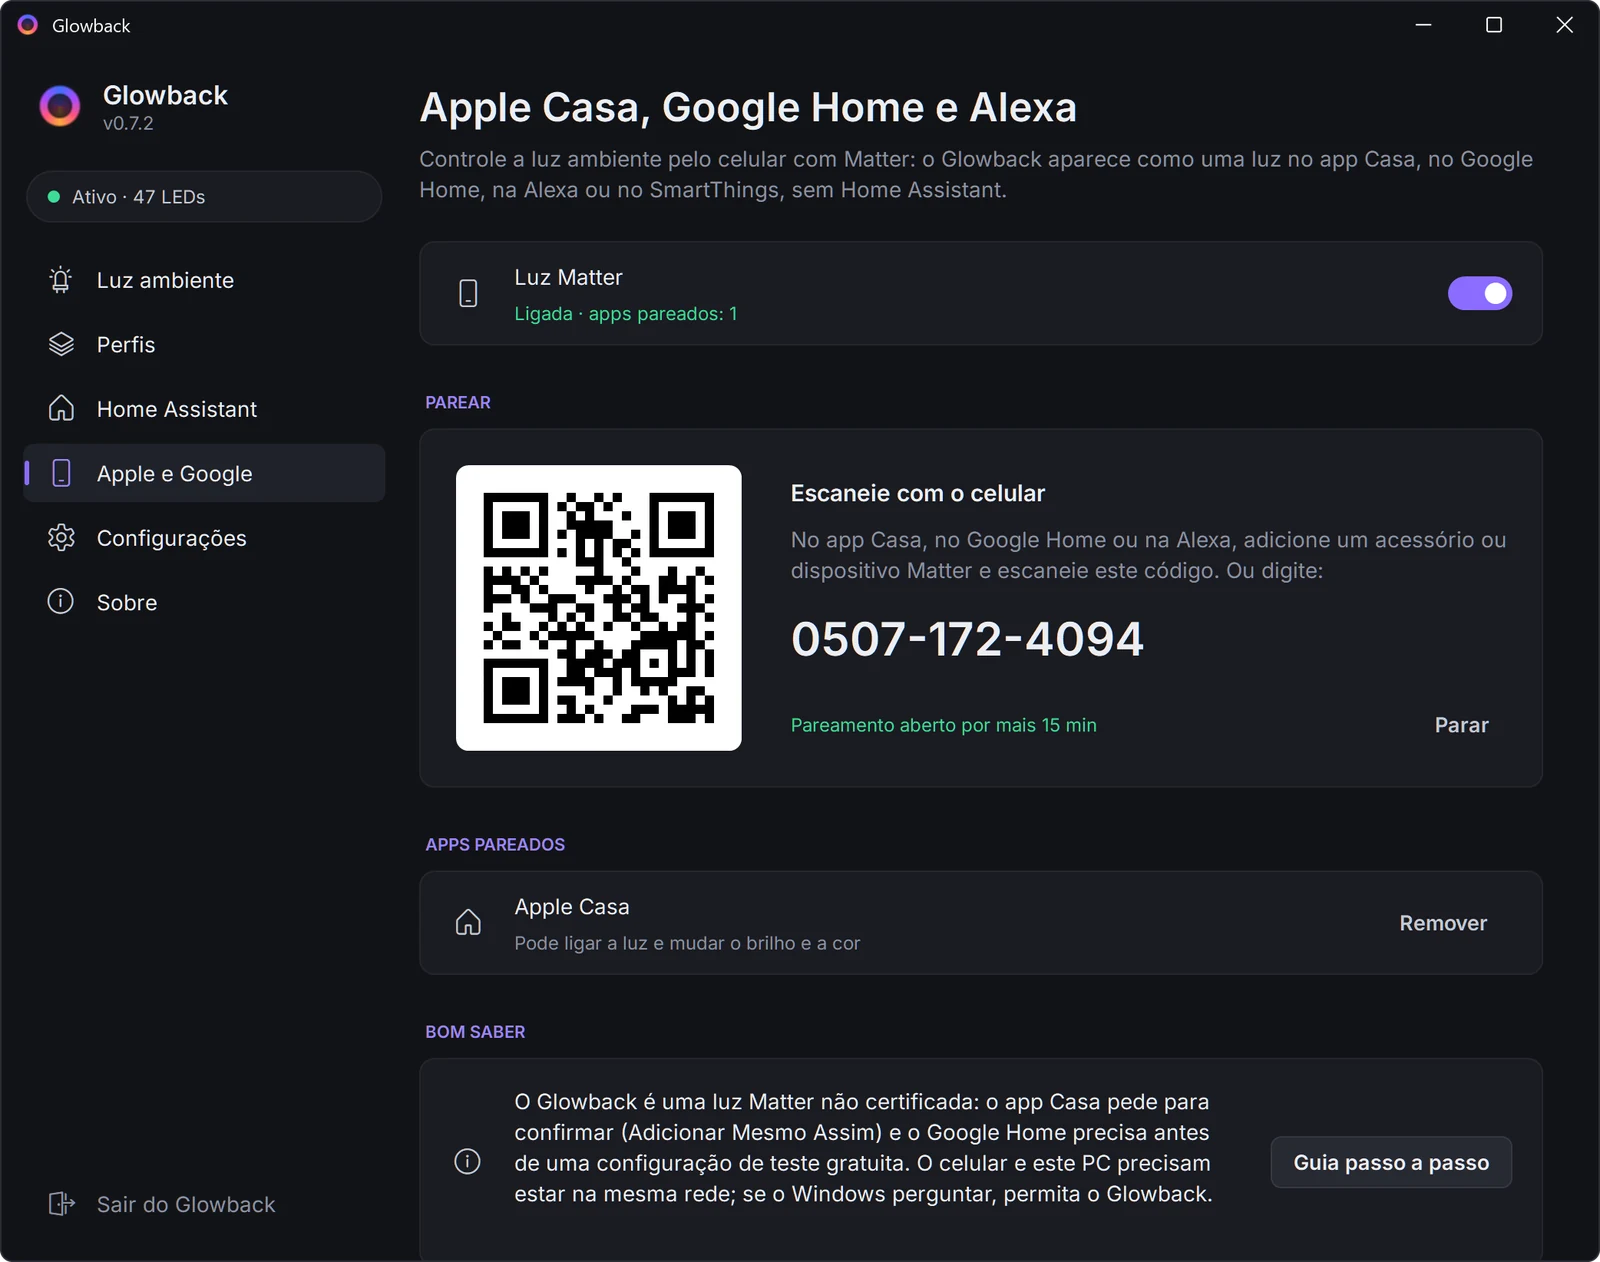 Glowback
Glowback
v0.7.2
Ativo · 47 LEDs
Luz ambiente
Perfis
Home Assistant
Apple e Google
Configurações
Sobre
Sair do Glowback
Apple Casa, Google Home e Alexa
Controle a luz ambiente pelo celular com Matter: o Glowback aparece como uma luz no app Casa, no Google
Home, na Alexa ou no SmartThings, sem Home Assistant.
Luz Matter
Ligada · apps pareados: 1
PAREAR
Escaneie com o celular
No app Casa, no Google Home ou na Alexa, adicione um acessório ou
dispositivo Matter e escaneie este código. Ou digite:
0507-172-4094
Pareamento aberto por mais 15 min
Parar
APPS PAREADOS
Apple Casa
Pode ligar a luz e mudar o brilho e a cor
Remover
BOM SABER
O Glowback é uma luz Matter não certificada: o app Casa pede para
confirmar (Adicionar Mesmo Assim) e o Google Home precisa antes
de uma configuração de teste gratuita. O celular e este PC precisam
estar na mesma rede; se o Windows perguntar, permita o Glowback.
Guia passo a passo